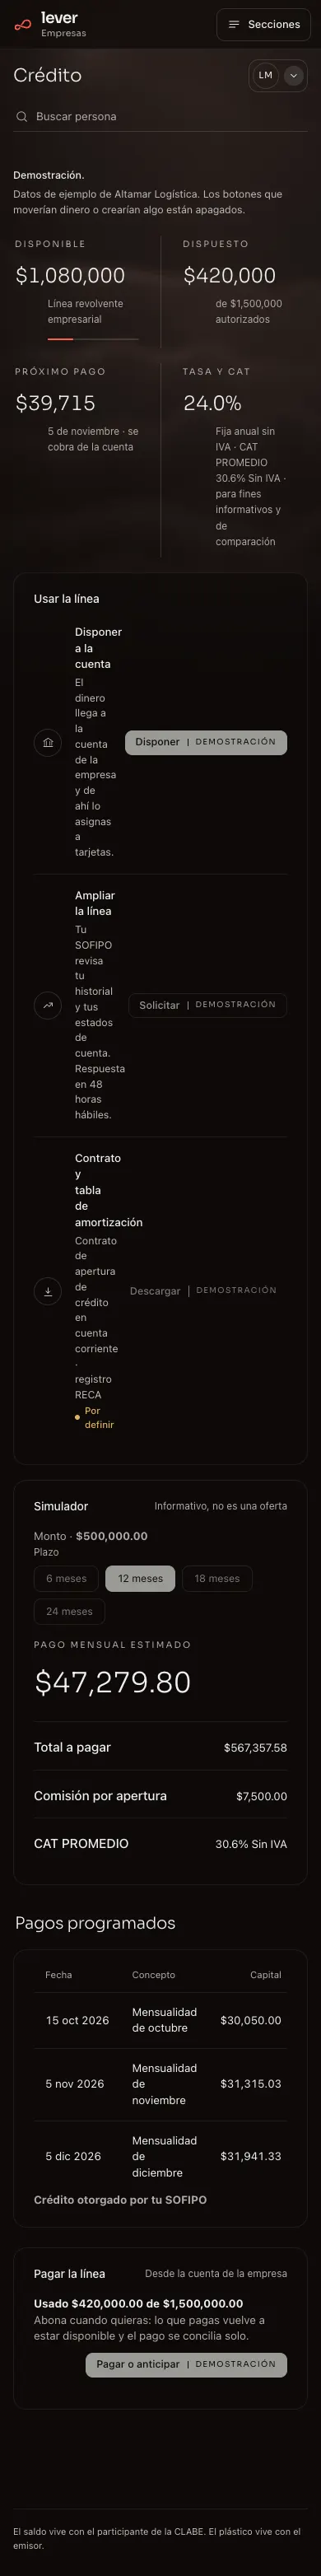 lever
Empresas
Secciones
Crédito
LM
Buscar persona
Demostración.
Datos de ejemplo de Altamar Logística. Los botones que
moverían dinero o crearían algo están apagados.
DISPONIBLE
$1,080,000
Línea revolvente
empresarial
DISPUESTO
$420,000
de $1,500,000
autorizados
PRÓXIMO PAGO
$39,715
5 de noviembre · se
cobra de la cuenta
TASA Y CAT
24.0%
Fija anual sin
IVA · CAT
PROMEDIO
30.6% Sin IVA ·
para fines
informativos y
de
comparación
Usar la línea
Disponer
a la
cuenta
El
dinero
llega a
la
cuenta
de la
empresa
y de
ahí lo
asignas
a
tarjetas.
Disponer | DEMOSTRACIÓN
Ampliar
la línea
Tu
SOFIPO
revisa
tu
historial
y tus
estados
de
cuenta.
Respuesta
en 48
horas
hábiles.
Solicitar | DEMOSTRACIÓN
Contrato
y
tabla
de
amortización
Contrato
de
apertura
de
crédito
en
cuenta
corriente
·
registro
RECA
Por
definir
Descargar | DEMOSTRACIÓN
Simulador
Informativo, no es una oferta
Monto · $500,000.00
Plazo
6 meses
12 meses
18 meses
24 meses
PAGO MENSUAL ESTIMADO
$47,279.80
Total a pagar $567,357.58
Comisión por apertura $7,500.00
CAT PROMEDIO 30.6% Sin IVA
Pagos programados
Fecha Concepto Capital
15 oct 2026 Mensualidad de octubre $30,050.00
5 nov 2026 Mensualidad de noviembre $31,315.03
5 dic 2026 Mensualidad de diciembre $31,941.33
Crédito otorgado por tu SOFIPO
Pagar la línea
Desde la cuenta de la empresa
Usado $420,000.00 de $1,500,000.00
Abona cuando quieras: lo que pagas vuelve a
estar disponible y el pago se concilia solo.
Pagar o anticipar | DEMOSTRACIÓN
El saldo vive con el participante de la CLABE. El plástico vive con el
emisor.